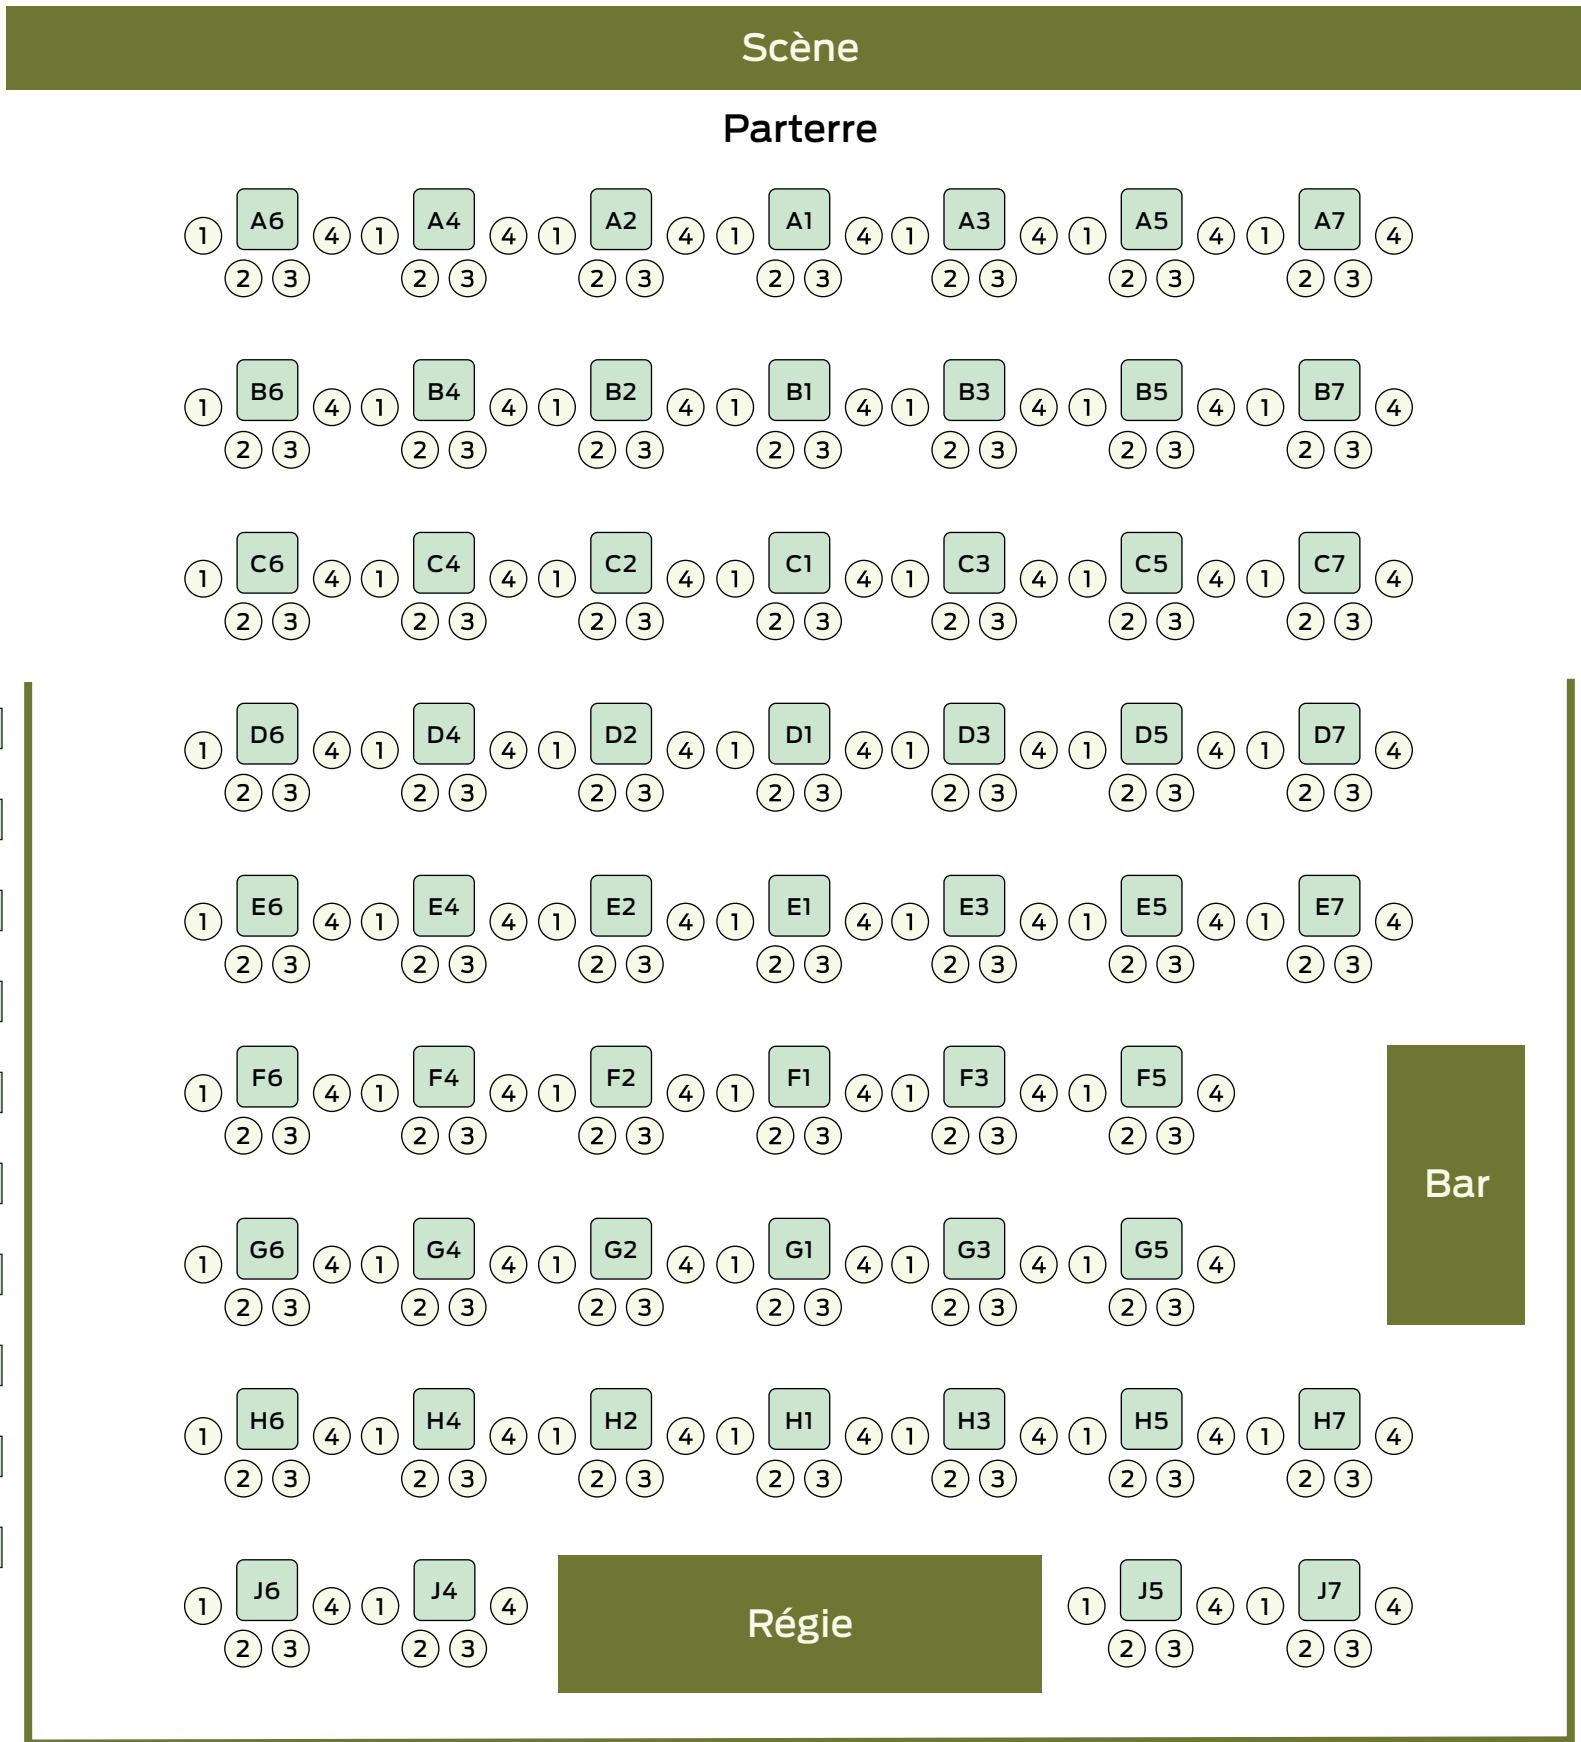 Scène
Parterre
A6 A4 A2 A1 A3 A5 A7
1 4 1 4 1 4 1 4 1 4 1 4 1 4
2 3 2 3 2 3 2 3 2 3 2 3 2 3
B6 B4 B2 B1 B3 B5 B7
1 4 1 4 1 4 1 4 1 4 1 4 1 4
2 3 2 3 2 3 2 3 2 3 2 3 2 3
C6 C4 C2 C1 C3 C5 C7
1 4 1 4 1 4 1 4 1 4 1 4 1 4
2 3 2 3 2 3 2 3 2 3 2 3 2 3
D6 D4 D2 D1 D3 D5 D7
1 4 1 4 1 4 1 4 1 4 1 4 1 4
2 3 2 3 2 3 2 3 2 3 2 3 2 3
E6 E4 E2 E1 E3 E5 E7
1 4 1 4 1 4 1 4 1 4 1 4 1 4
2 3 2 3 2 3 2 3 2 3 2 3 2 3
F6 F4 F2 F1 F3 F5
1 4 1 4 1 4 1 4 1 4 1 4
2 3 2 3 2 3 2 3 2 3 2 3
Bar
G6 G4 G2 G1 G3 G5
1 4 1 4 1 4 1 4 1 4 1 4
2 3 2 3 2 3 2 3 2 3 2 3
H6 H4 H2 H1 H3 H5 H7
1 4 1 4 1 4 1 4 1 4 1 4 1 4
2 3 2 3 2 3 2 3 2 3 2 3 2 3
J6 J4 J5 J7
1 4 1 4 1 4 1 4
Régie
2 3 2 3 2 3 2 3